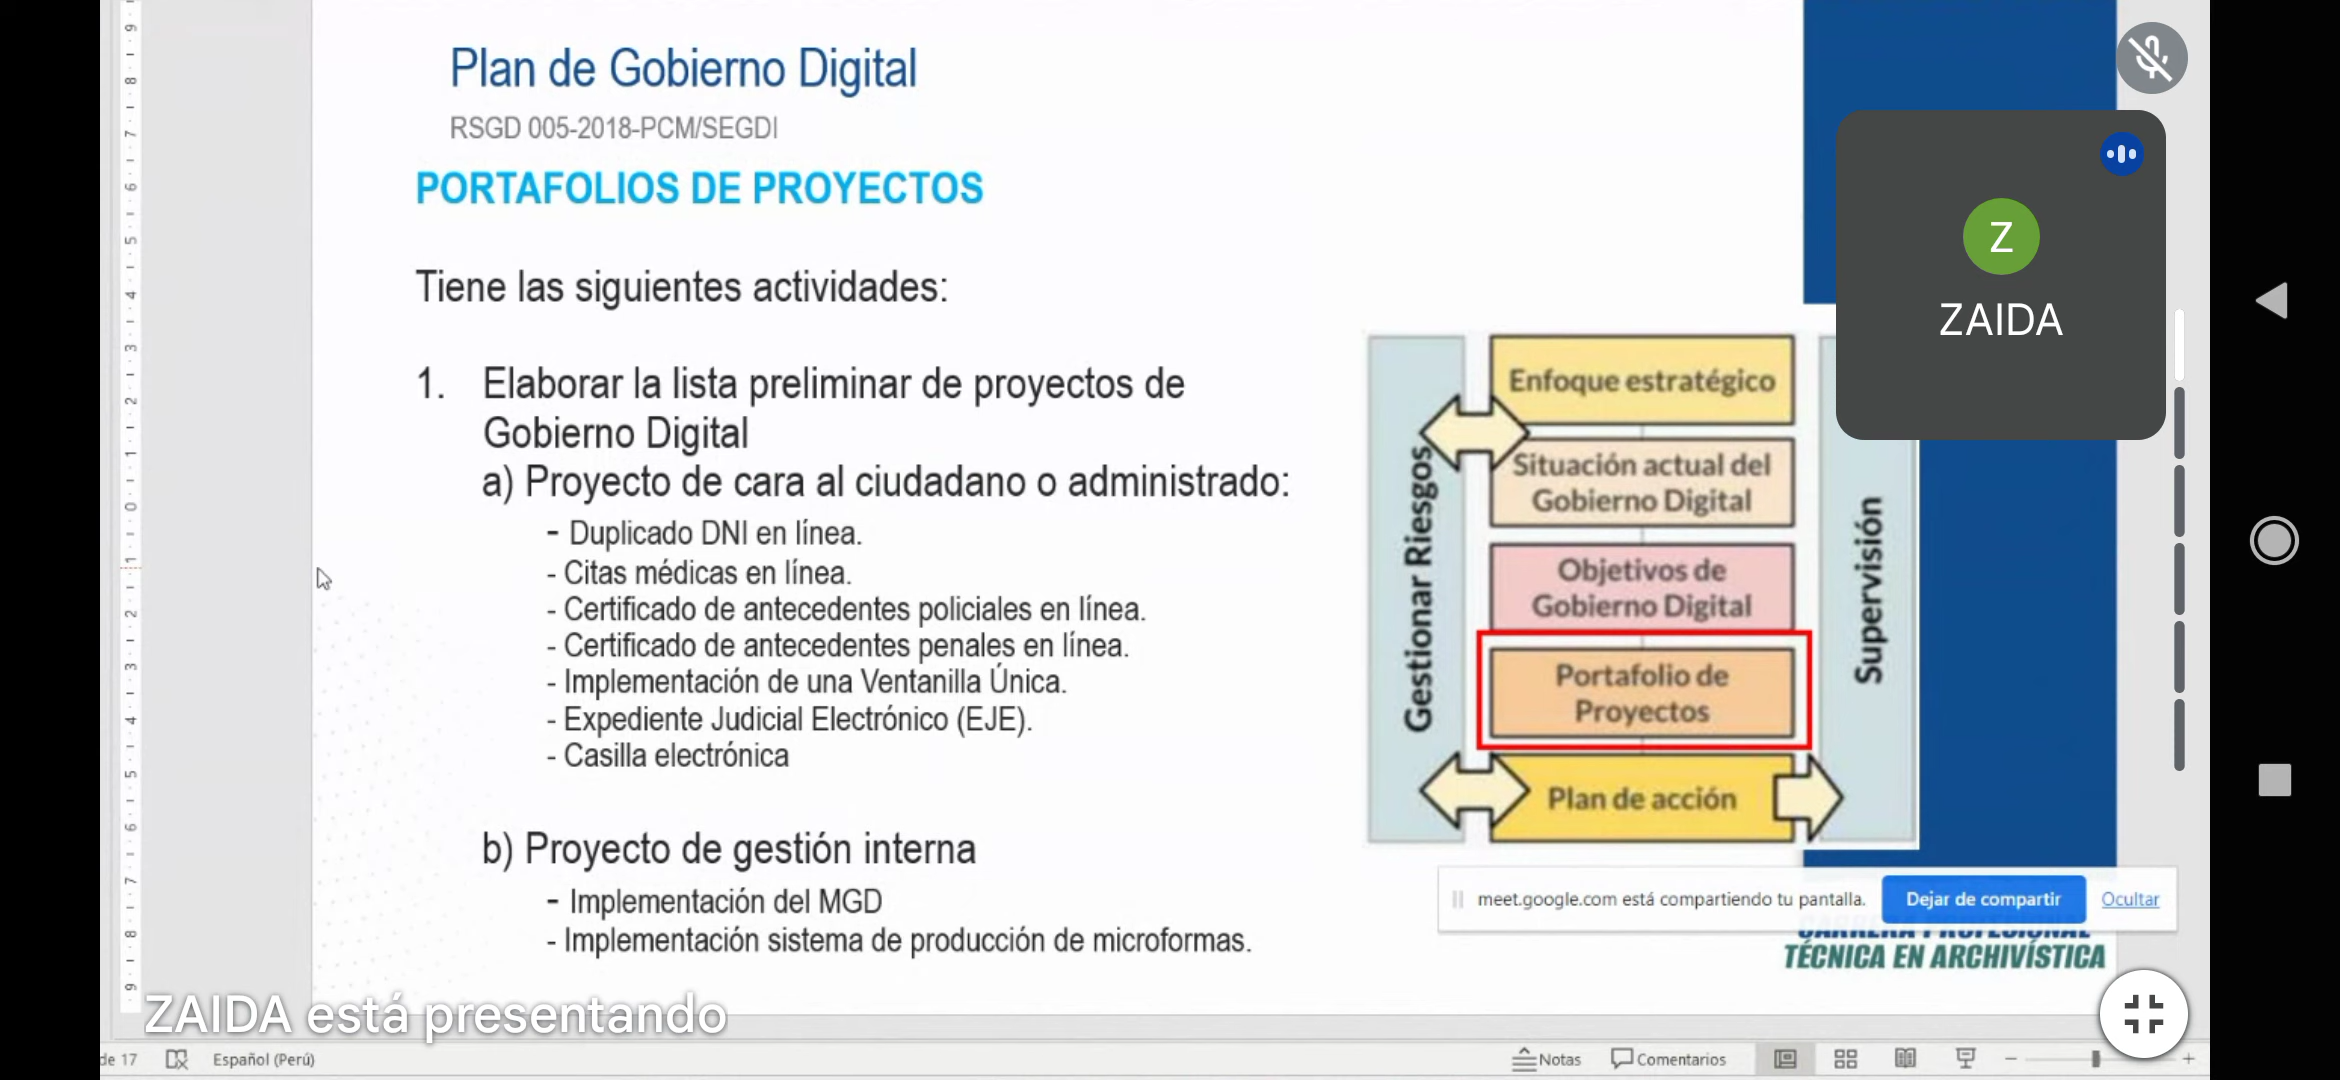 Plan de Gobierno Digital
RSGD 005-2018-PCM/SEGDI
PORTAFOLIOS DE PROYECTOS
Tiene las siguientes actividades:
1. Elaborar la lista preliminar de proyectos de
Gobierno Digital
a) Proyecto de cara al ciudadano o administrado:
- Duplicado DNI en línea.
- Citas médicas en línea.
- Certificado de antecedentes policiales en línea.
- Certificado de antecedentes penales en línea.
- Implementación de una Ventanilla Única.
- Expediente Judicial Electrónico (EJE).
- Casilla electrónica
b) Proyecto de gestión interna
- Implementación del MGD
- Implementación sistema de producción de microformas.
Gestionar Riesgos
Enfoque estratégico
Situación actual del
Gobierno Digital
Objetivos de
Gobierno Digital
Portafolio de
Proyectos
Plan de acción
Supervisión
Z
ZAIDA
meet.google.com está compartiendo tu pantalla.
Dejar de compartir
Ocultar
CARRERA PROFESIONAL
TÉCNICA EN ARCHIVÍSTICA
ZAIDA está presentando
de 17
Español (Perú)
Notas
Comentarios